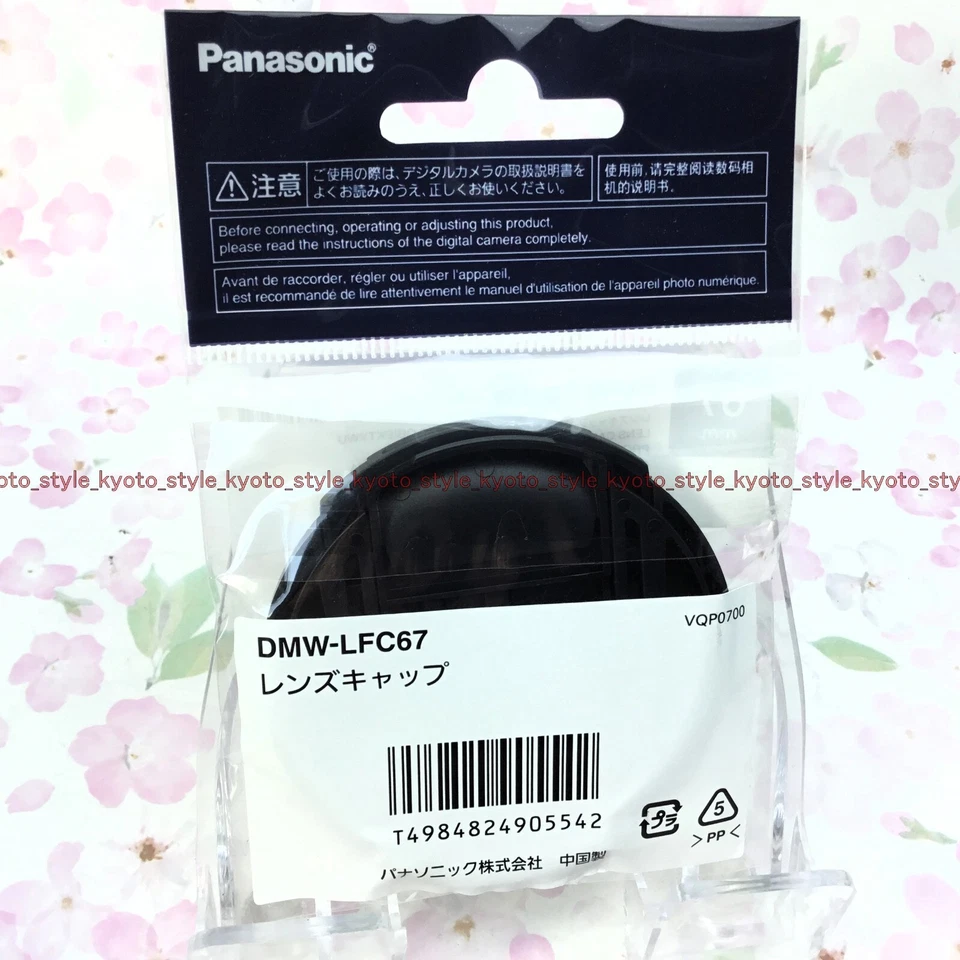 Panasonic®
注意
ご使用の際は、デジタルカメラの取扱説明書を
よくお読みのうえ、正しくお使いください。
使用前,请完整阅读数码相
机的说明书。
Before connecting, operating or adjusting this product,
please read the instructions of the digital camera completely.
Avant de raccorder, régler ou utiliser l'appareil,
il est recommandé de lire attentivement le manuel d'utilisation de l'appareil photo numérique.
oto_style_kyoto_style_kyoto_style_kyoto_style_kyoto_style_kyoto_style_kyoto_sty
DMW-LFC67
VQP0700
レンズキャップ
T4984824905542
プラ
5
>PP<
パナソニック株式会社 中国製